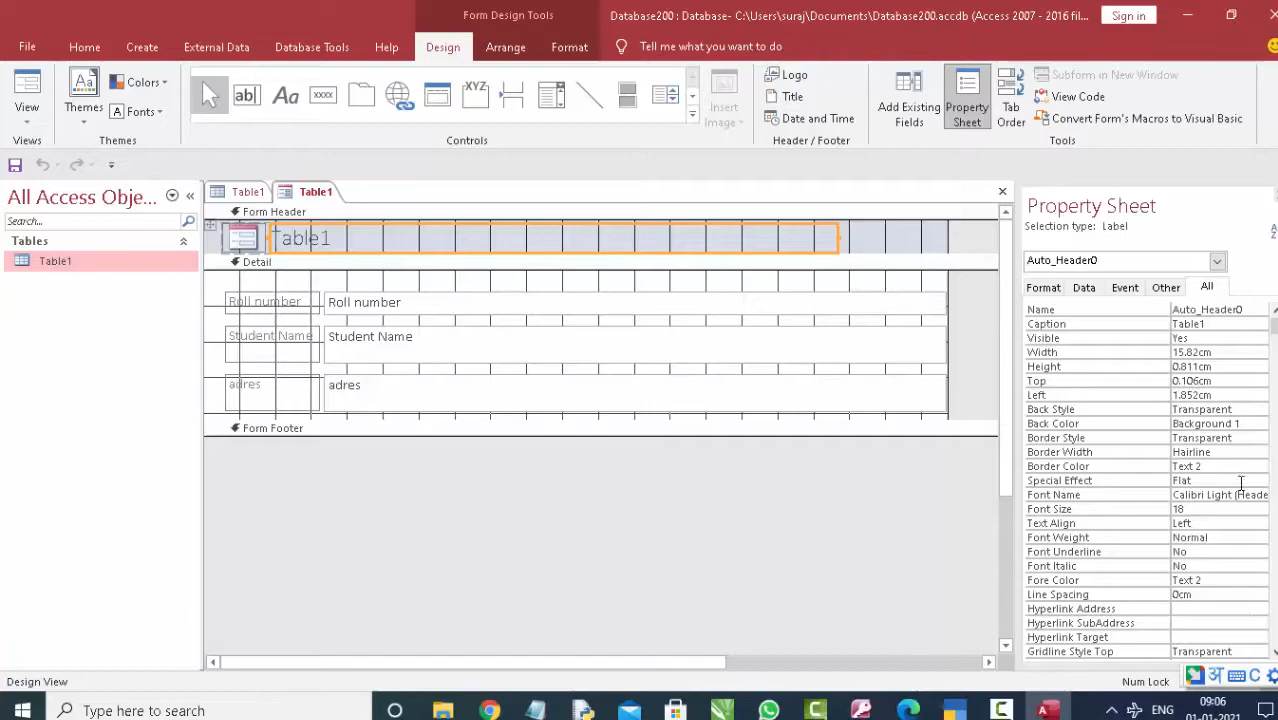 Form Design Tools
Database200 : Database- C:\Users\suraj\Documents\Database200.accdb (Access 2007 - 2016 fil...
Sign in
File Home Create External Data Database Tools Help Design Arrange Format Tell me what you want to do
View
Views
Aa
Themes
Colors
Fonts
Themes
ab|
Aa
xxxx
XYZ
Controls
Insert
Image
Logo
Title
Date and Time
Header / Footer
Add Existing
Fields
Property
Sheet
Tab
Order
Subform in New Window
View Code
Convert Form's Macros to Visual Basic
Tools
All Access Obje...
Search...
Tables
Table1
Table1 Table1
Form Header
Table1
Detail
Roll number Roll number
Student Name Student Name
adres adres
Form Footer
Property Sheet
Selection type: Label
Auto_Header0
Format Data Event Other All
Name Auto_Header0
Caption Table1
Visible Yes
Width 15.82cm
Height 0.811cm
Top 0.106cm
Left 1.852cm
Back Style Transparent
Back Color Background 1
Border Style Transparent
Border Width Hairline
Border Color Text 2
Special Effect Flat
Font Name Calibri Light (Heade
Font Size 18
Text Align Left
Font Weight Normal
Font Underline No
Font Italic No
Fore Color Text 2
Line Spacing 0cm
Hyperlink Address
Hyperlink SubAddress
Hyperlink Target
Gridline Style Top Transparent
Design View
Num Lock
अ
Type here to search
ENG
09:06
01-01-2021